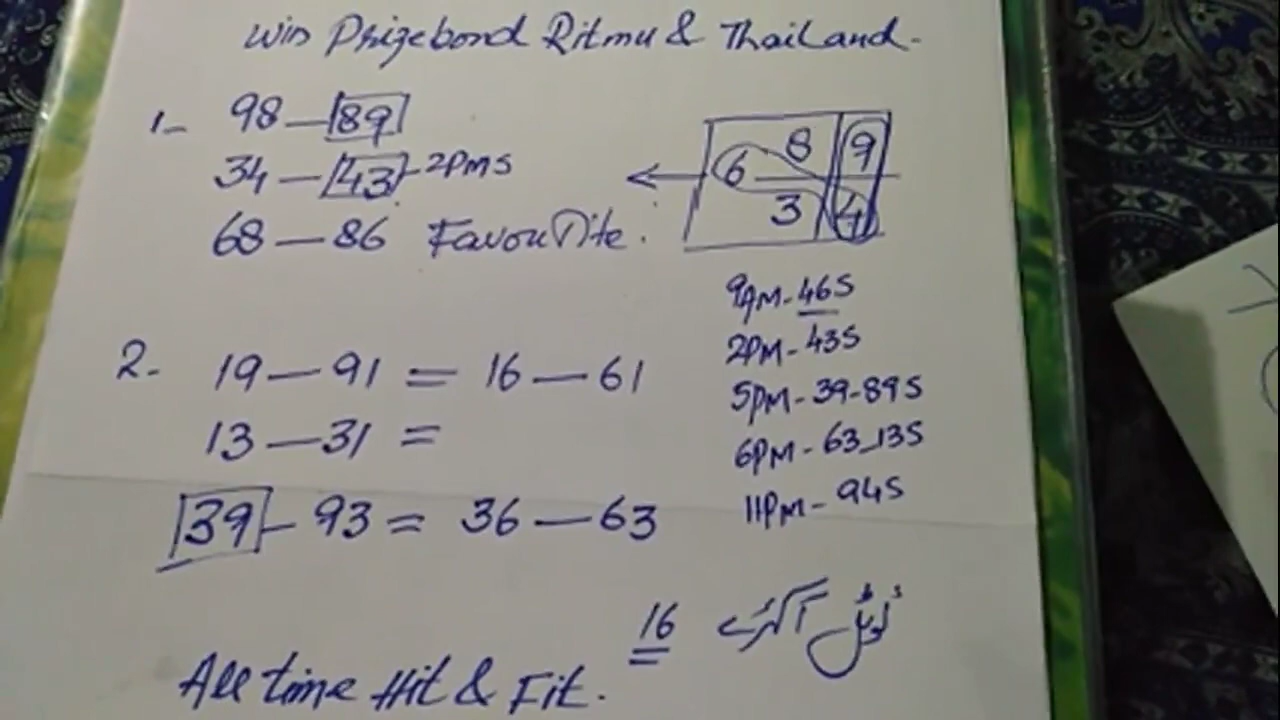 Win Prizebond Ritmu & Thailand.
1- 98 — 89
34 — 43 - 2PMS
68 — 86 Favourite.
8 9
6
3 4
9AM - 46S
2PM - 43S
5PM - 39-89S
6PM - 63-13S
11PM - 94S
2- 19 — 91 = 16 — 61
13 — 31 =
39 - 93 = 36 — 63
16
All time Hit & Fit.